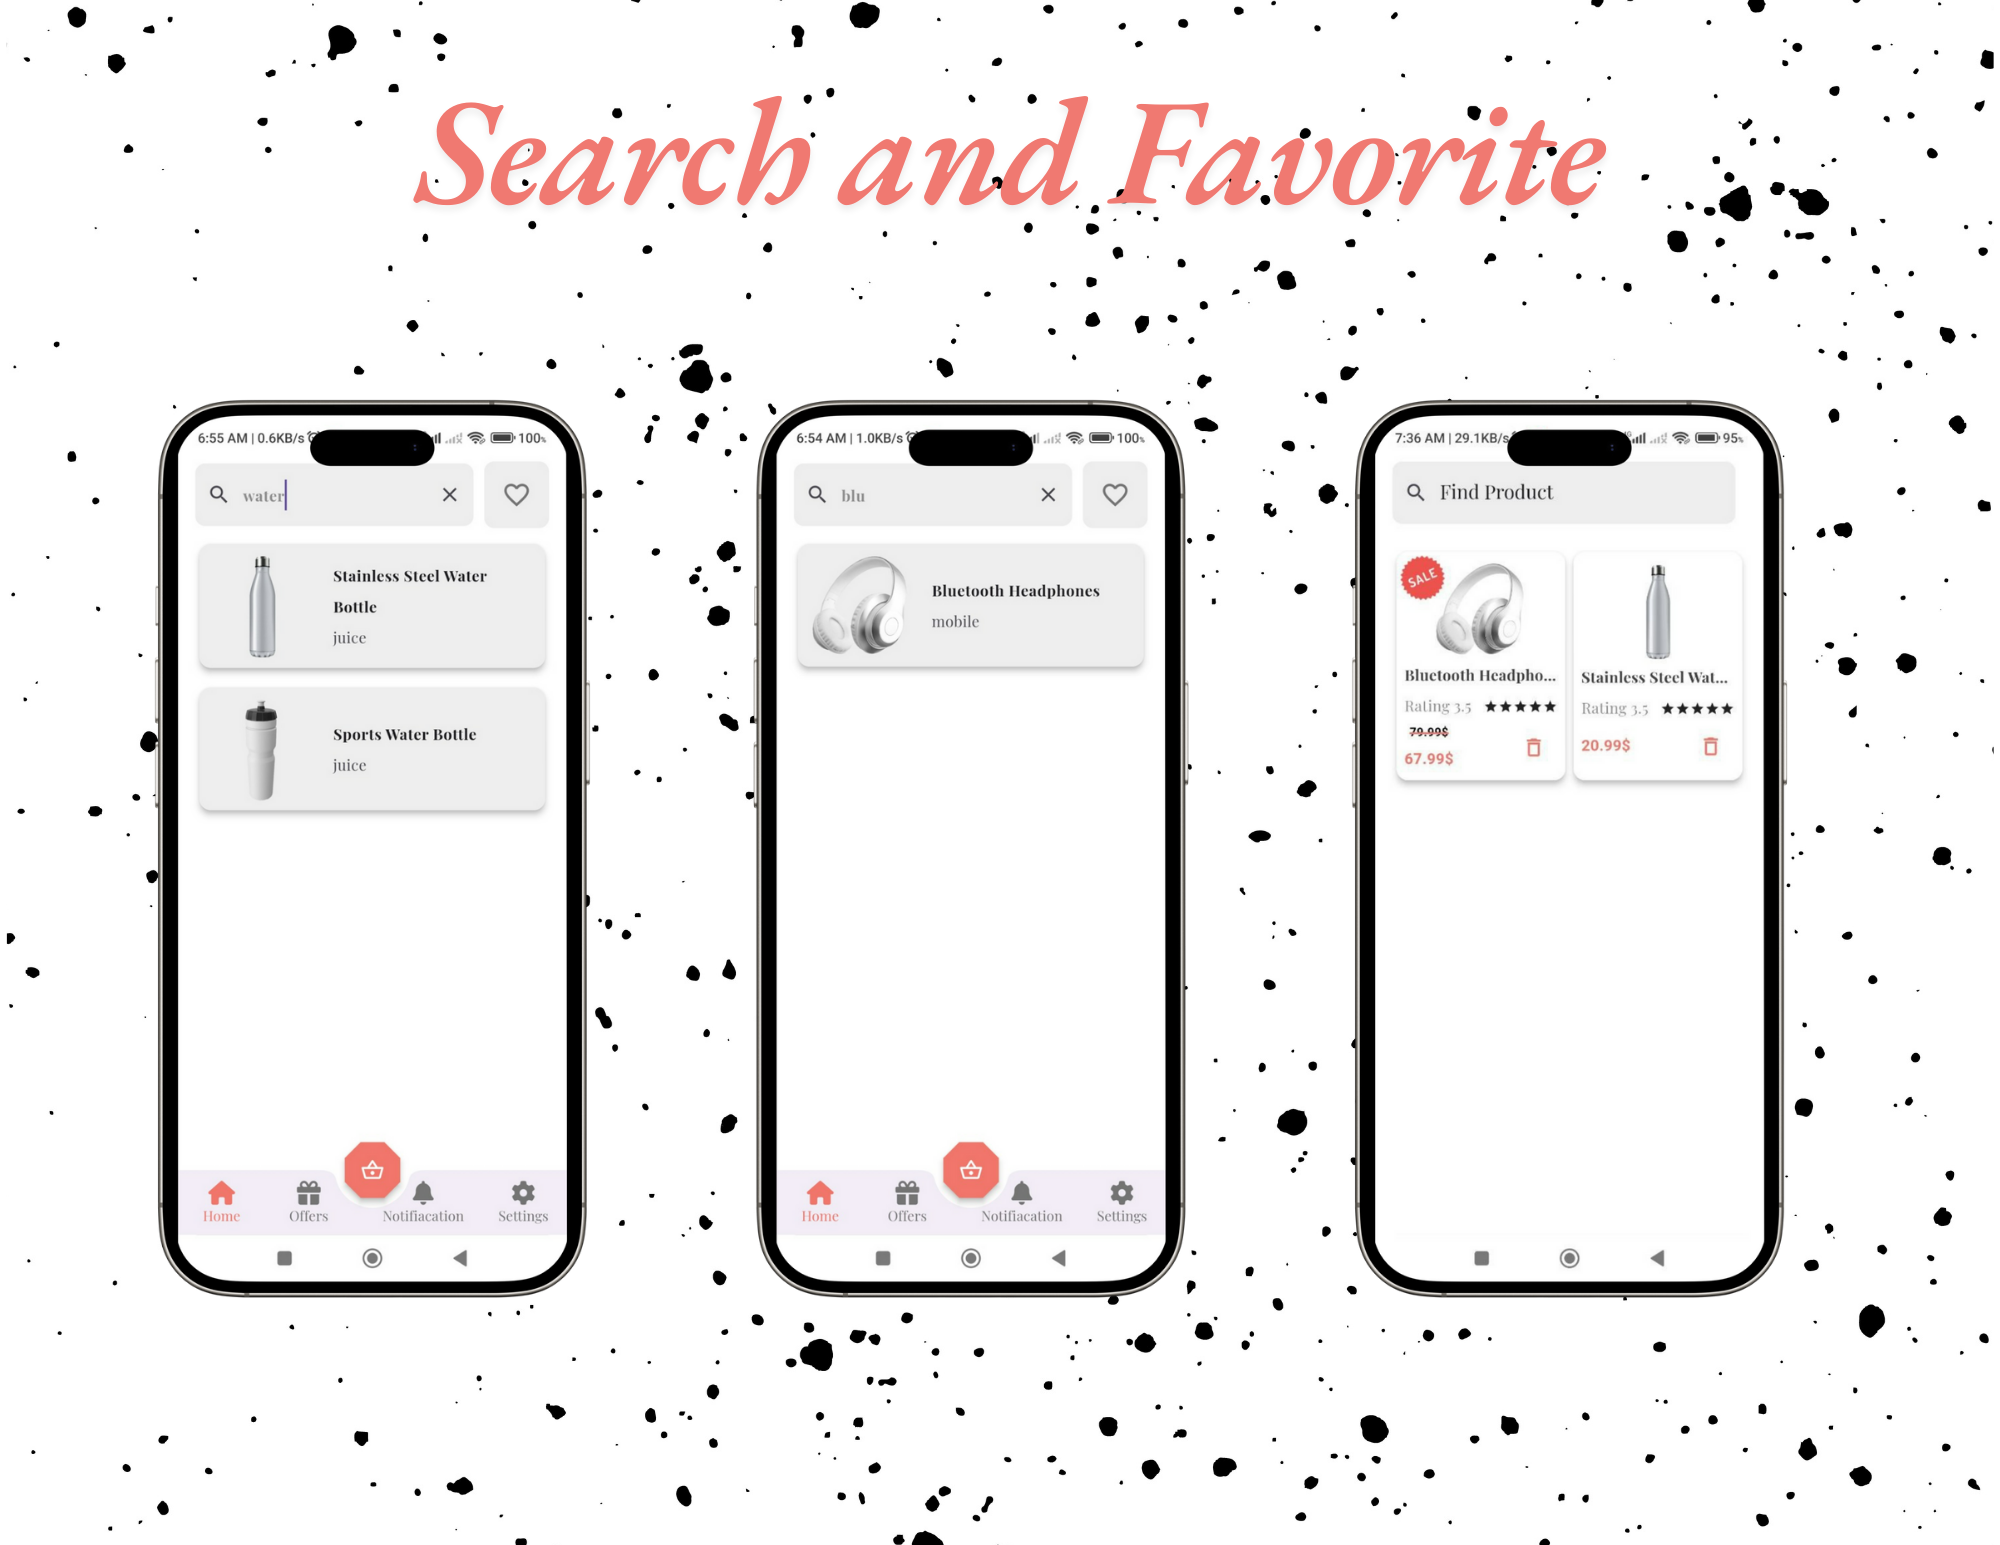 Search and Favorite
6:55 AM | 0.6KB/s
100%
water
Stainless Steel Water
Bottle
juice
Sports Water Bottle
juice
Home
Offers
Notifiacation
Settings
6:54 AM | 1.0KB/s
100%
blu
Bluetooth Headphones
mobile
Home
Offers
Notifiacation
Settings
7:36 AM | 29.1KB/s
95%
Find Product
SALE
Bluetooth Headpho...
Rating 3.5
79.99$
67.99$
Stainless Steel Wat...
Rating 3.5
20.99$